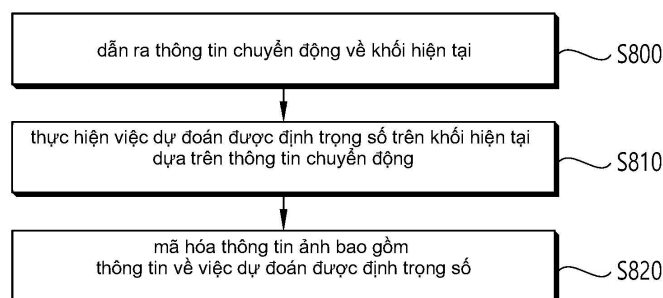 dẫn ra thông tin chuyển động về khối hiện tại
S800
thực hiện việc dự đoán được định trọng số trên khối hiện tại
dựa trên thông tin chuyển động
S810
mã hóa thông tin ảnh bao gồm
thông tin về việc dự đoán được định trọng số
S820